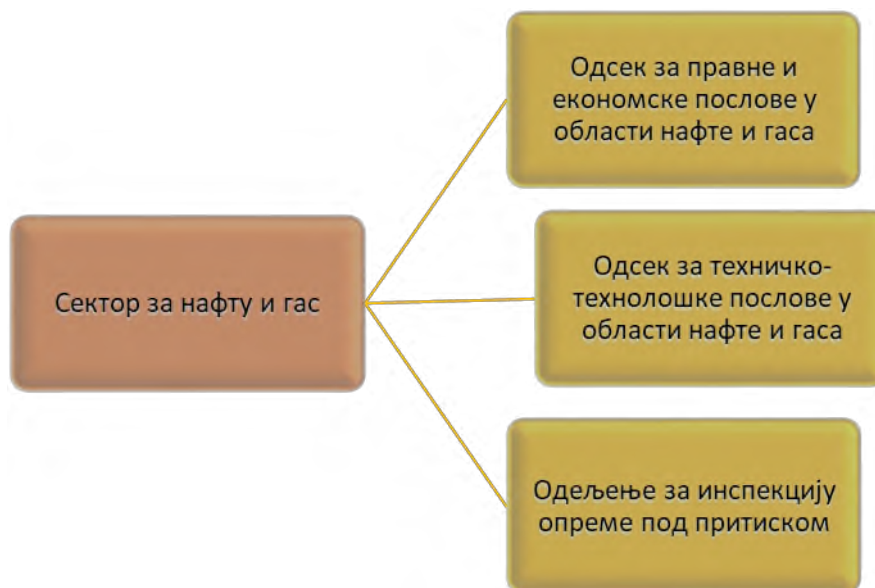 Одсек за правне и
економске послове у
области нафте и гаса
Сектор за нафту и гас
Одсек за техничко-
технолошке послове у
области нафте и гаса
Одељење за инспекцију
опреме под притиском